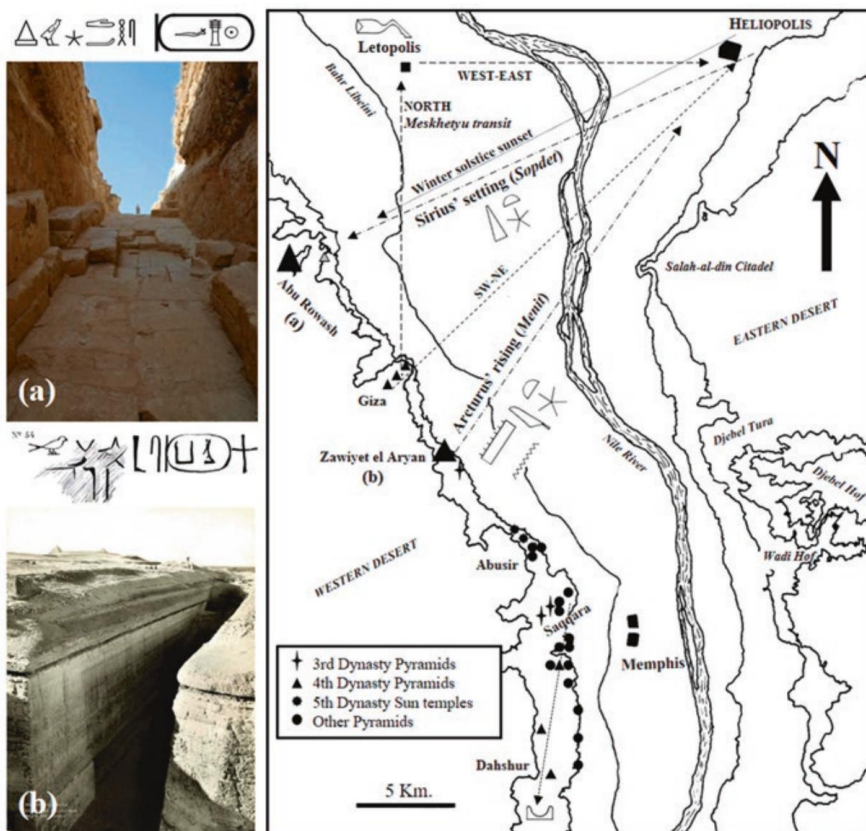 (a)
Nº 54
(b)
Letopolis
HELIOPOLIS
WEST-EAST
Bahr Libeini
NORTH
Meskhetyu transit
Winter solstice sunset
Sirius' setting (Sopdet)
N
Abu Rowash
(a)
SW-NE
Salah-al-din Citadel
EASTERN DESERT
Giza
Arcturus' rising (Menit)
Zawiyet el Aryan
(b)
Nile River
Djebel Tura
Djebel Hof
Wadi Hof
WESTERN DESERT
Abusir
Saqqara
Memphis
3rd Dynasty Pyramids
4th Dynasty Pyramids
5th Dynasty Sun temples
Other Pyramids
Dahshur
5 Km.